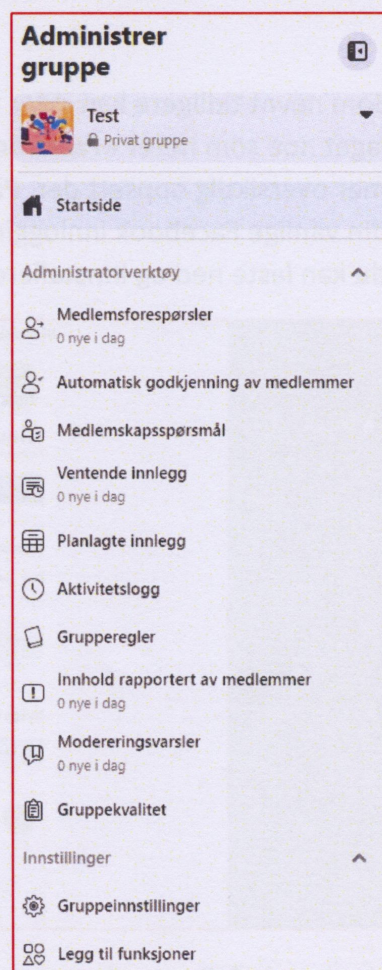 Administrer
gruppe
Test
Privat gruppe
Startside
Administratorverktøy
Medlemsforespørsler
0 nye i dag
Automatisk godkjenning av medlemmer
Medlemskapsspørsmål
Ventende innlegg
0 nye i dag
Planlagte innlegg
Aktivitetslogg
Grupperegler
Innhold rapportert av medlemmer
0 nye i dag
Modereringsvarsler
0 nye i dag
Gruppekvalitet
Innstillinger
Gruppeinnstillinger
Legg til funksjoner